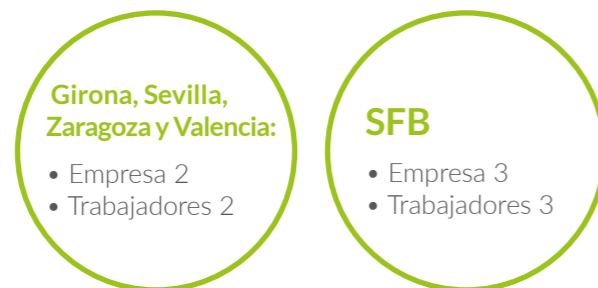 Girona, Sevilla,
Zaragoza y Valencia:
• Empresa 2
• Trabajadores 2
SFB
• Empresa 3
• Trabajadores 3